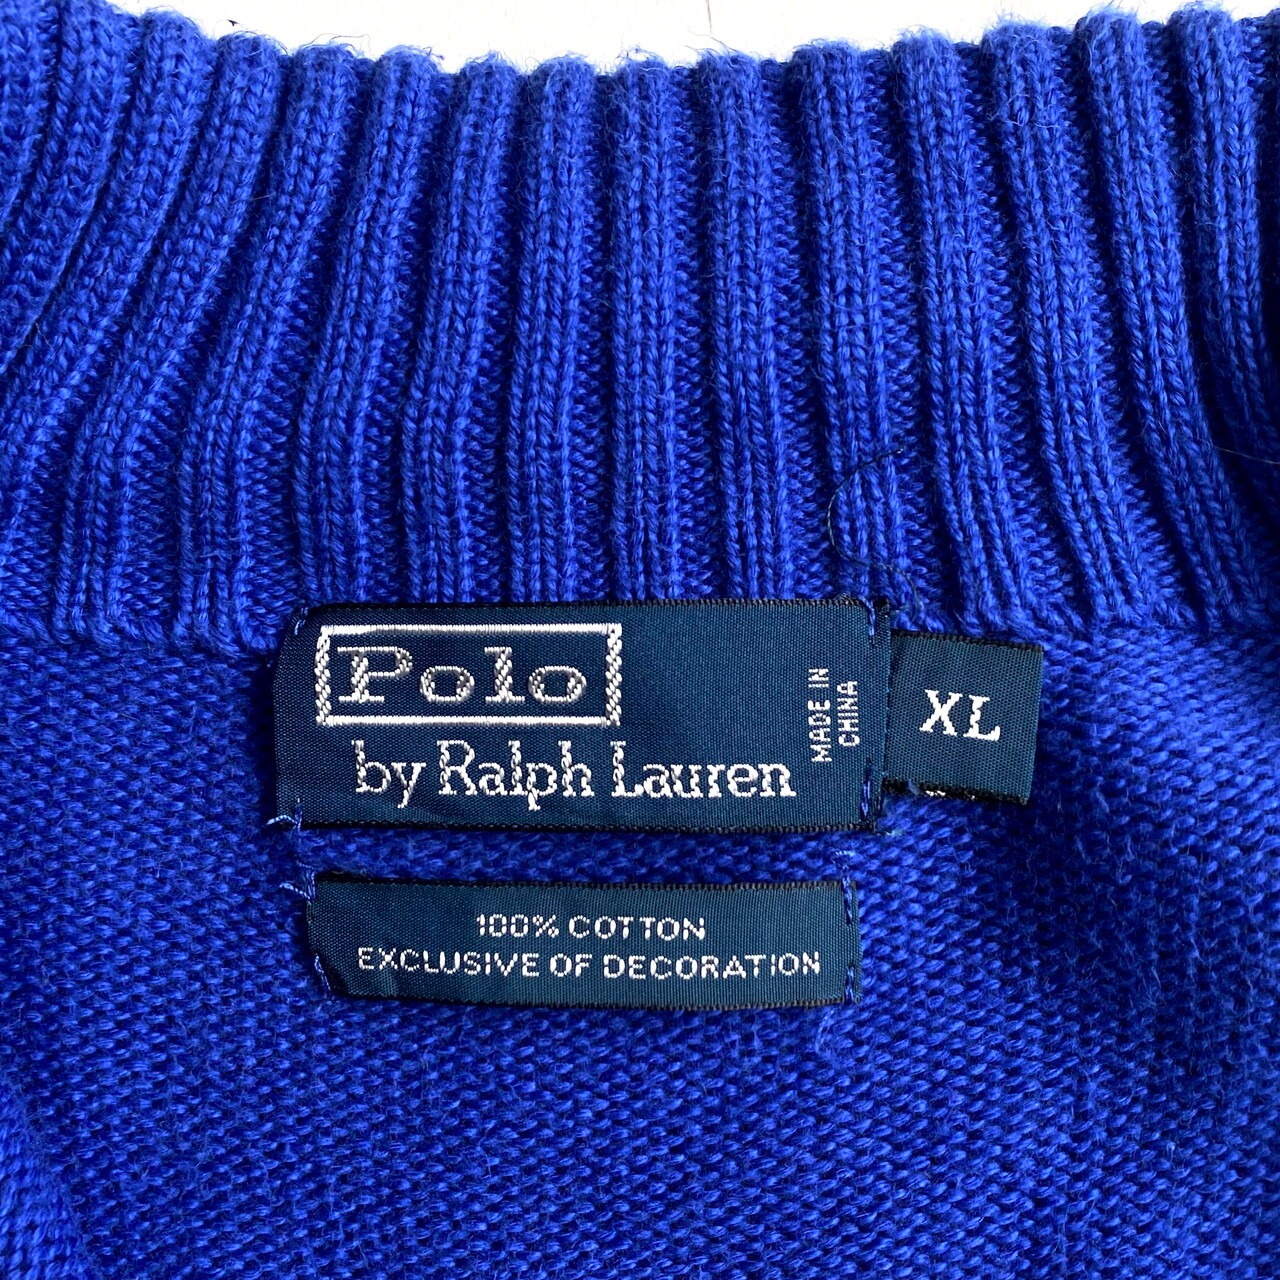 Polo
by Ralph Lauren
MADE IN
CHINA
XL
100% COTTON
EXCLUSIVE OF DECORATION